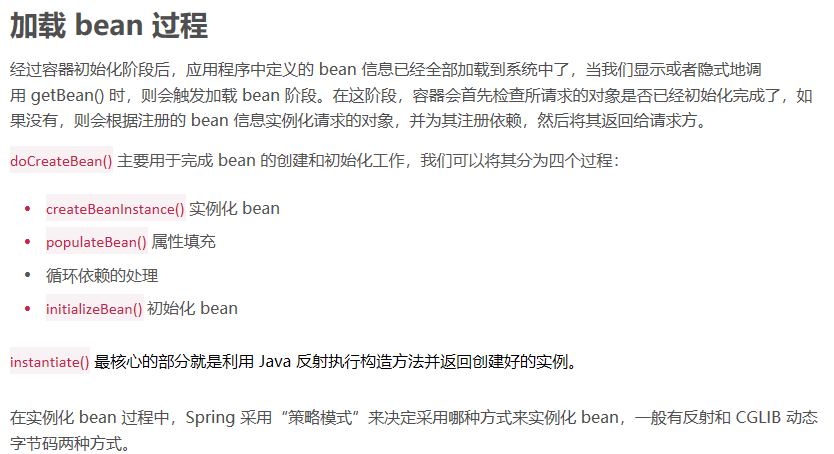 加载 bean 过程
经过容器初始化阶段后，应用程序中定义的 bean 信息已经全部加载到系统中了，当我们显示或者隐式地调
用 getBean() 时，则会触发加载 bean 阶段。在这阶段，容器会首先检查所请求的对象是否已经初始化完成了，如
果没有，则会根据注册的 bean 信息实例化请求的对象，并为其注册依赖，然后将其返回给请求方。
doCreateBean() 主要用于完成 bean 的创建和初始化工作，我们可以将其分为四个过程：
• createBeanInstance() 实例化 bean
• populateBean() 属性填充
• 循环依赖的处理
• initializeBean() 初始化 bean
instantiate() 最核心的部分就是利用 Java 反射执行构造方法并返回创建好的实例。
在实例化 bean 过程中，Spring 采用“策略模式”来决定采用哪种方式来实例化 bean，一般有反射和 CGLIB 动态
字节码两种方式。